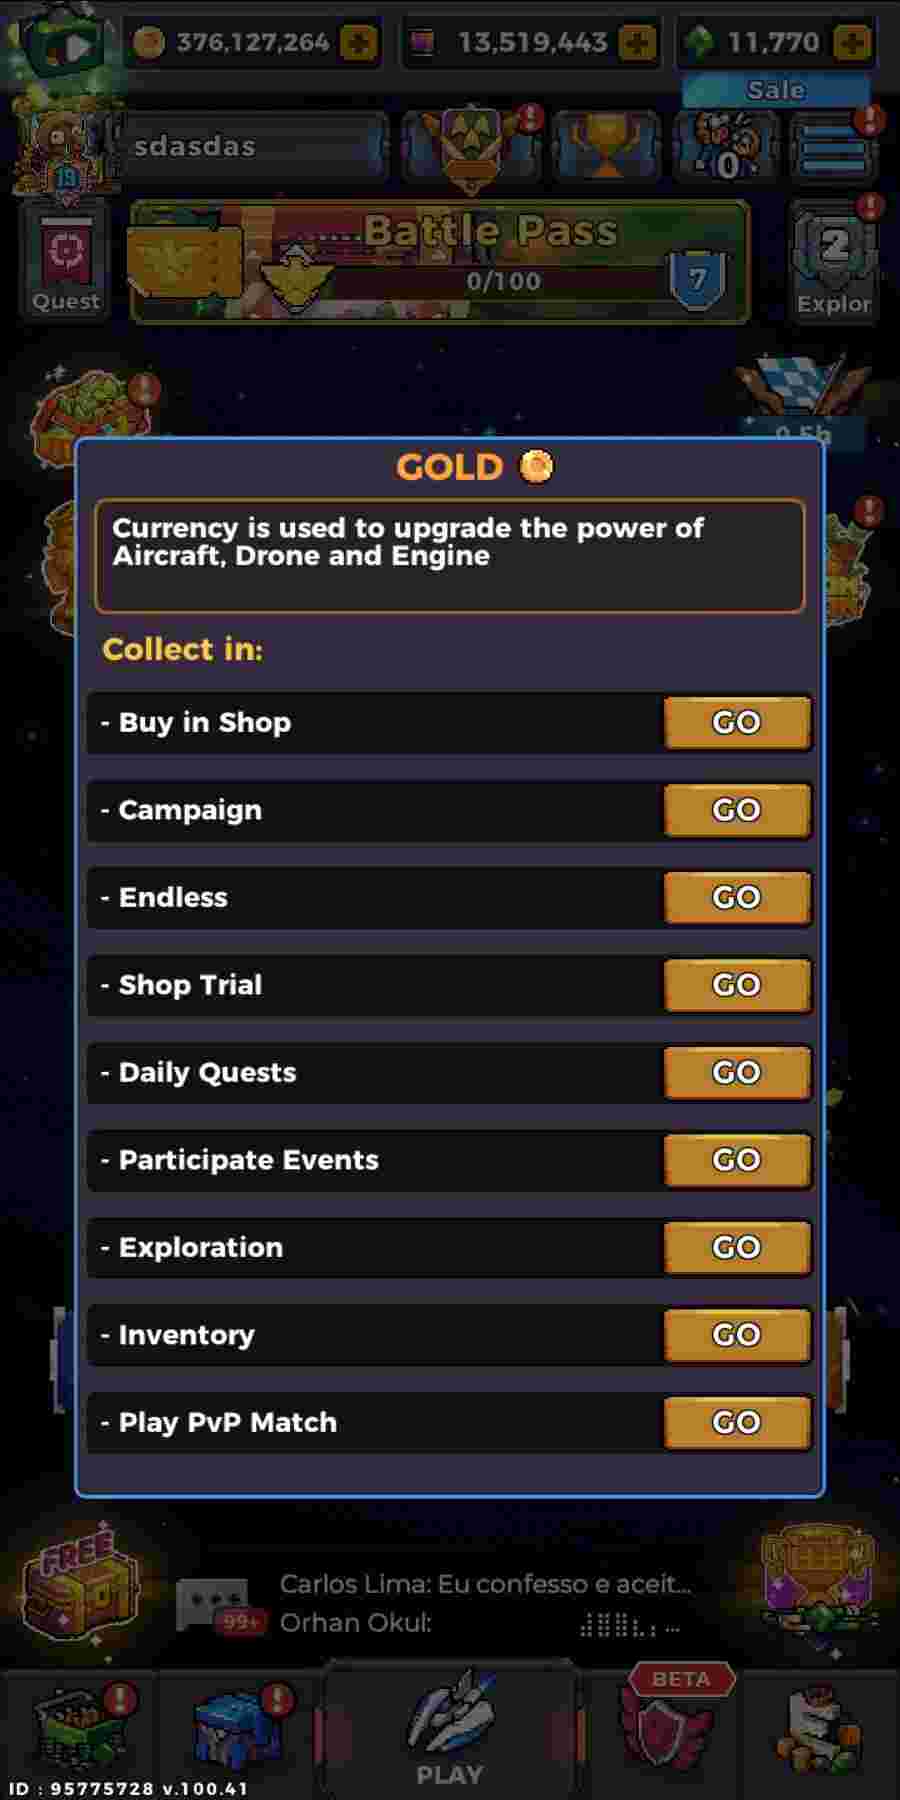 376,127,264
13,519,443
11,770
Sale
19
sdasdas
0
Battle Pass
0/100
7
Quest
2
Explor
GOLD
Currency is used to upgrade the power of
Aircraft, Drone and Engine
Collect in:
- Buy in Shop GO
- Campaign GO
- Endless GO
- Shop Trial GO
- Daily Quests GO
- Participate Events GO
- Exploration GO
- Inventory GO
- Play PvP Match GO
FREE
Carlos Lima: Eu confesso e aceit...
99+
Orhan Okul:
BETA
PLAY
ID : 95775728 v.100.41